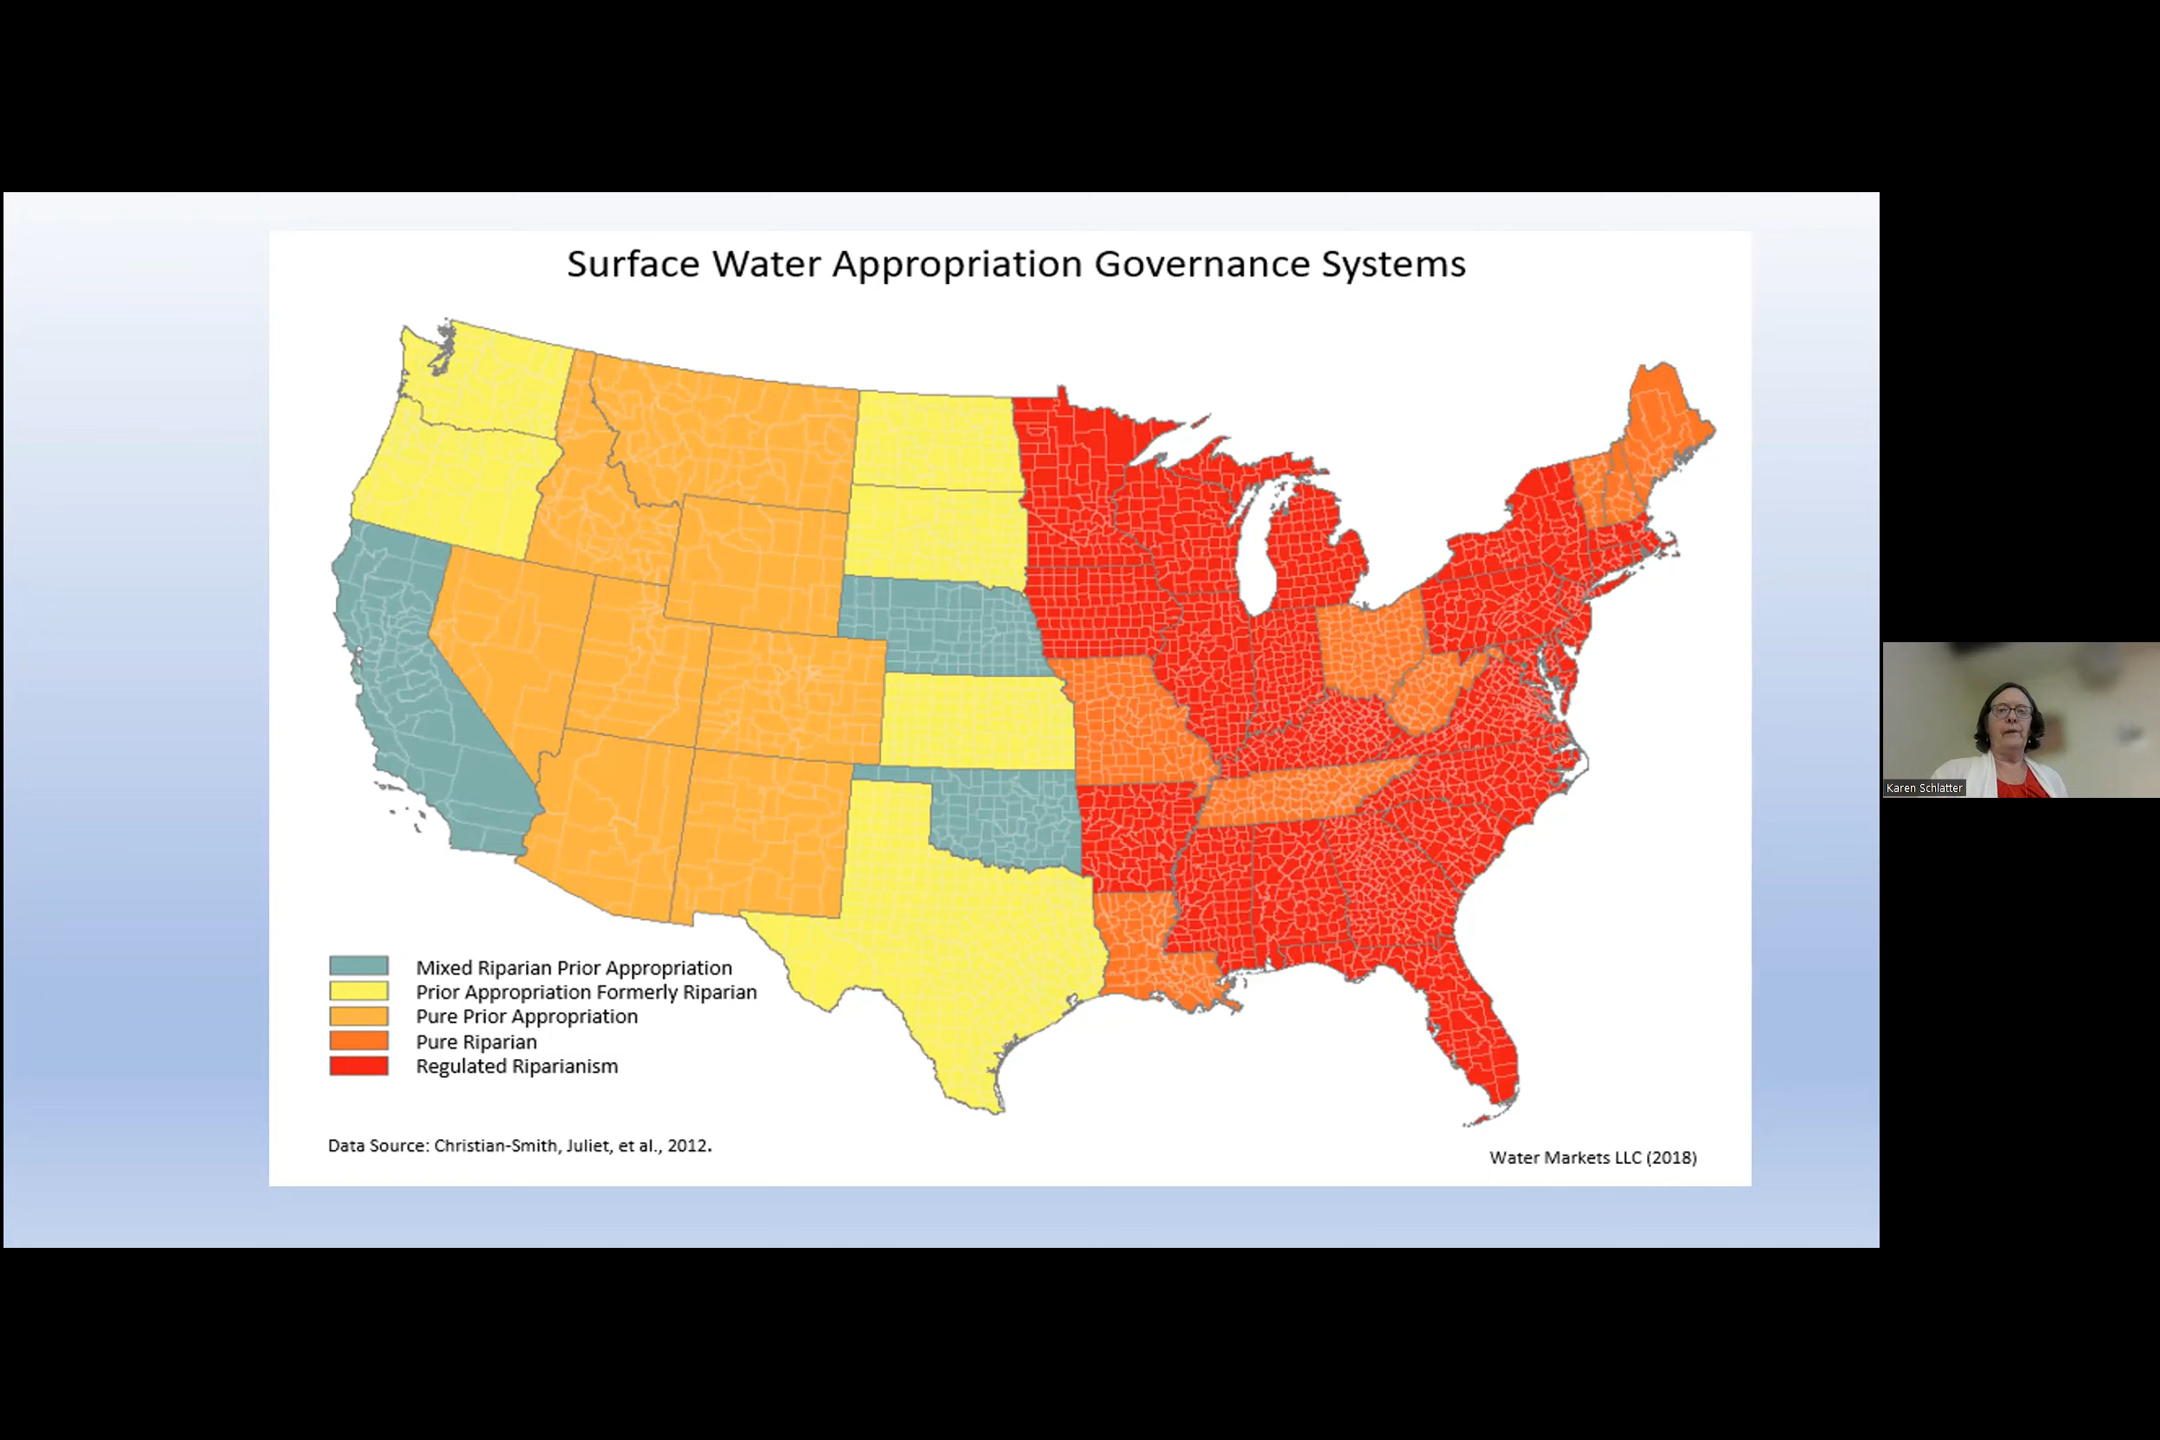 Surface Water Appropriation Governance Systems
Mixed Riparian Prior Appropriation
Prior Appropriation Formerly Riparian
Pure Prior Appropriation
Pure Riparian
Regulated Riparianism
Data Source: Christian-Smith, Juliet, et al., 2012.
Water Markets LLC (2018)
Karen Schlatter